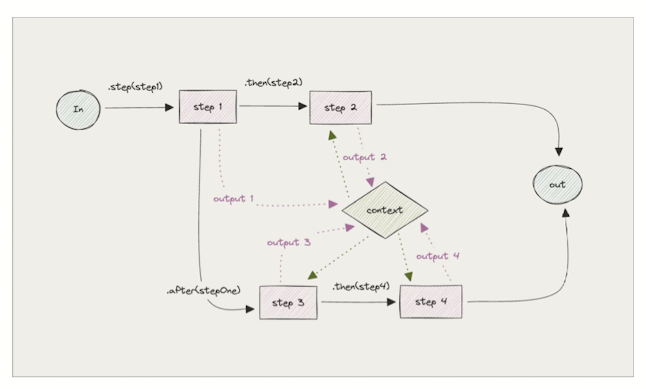 .step(step1)
.then(step2)
In
step 1
step 2
output 2
out
output 1
context
output 3
output 4
.after(stepOne)
.then(step4)
step 3
step 4